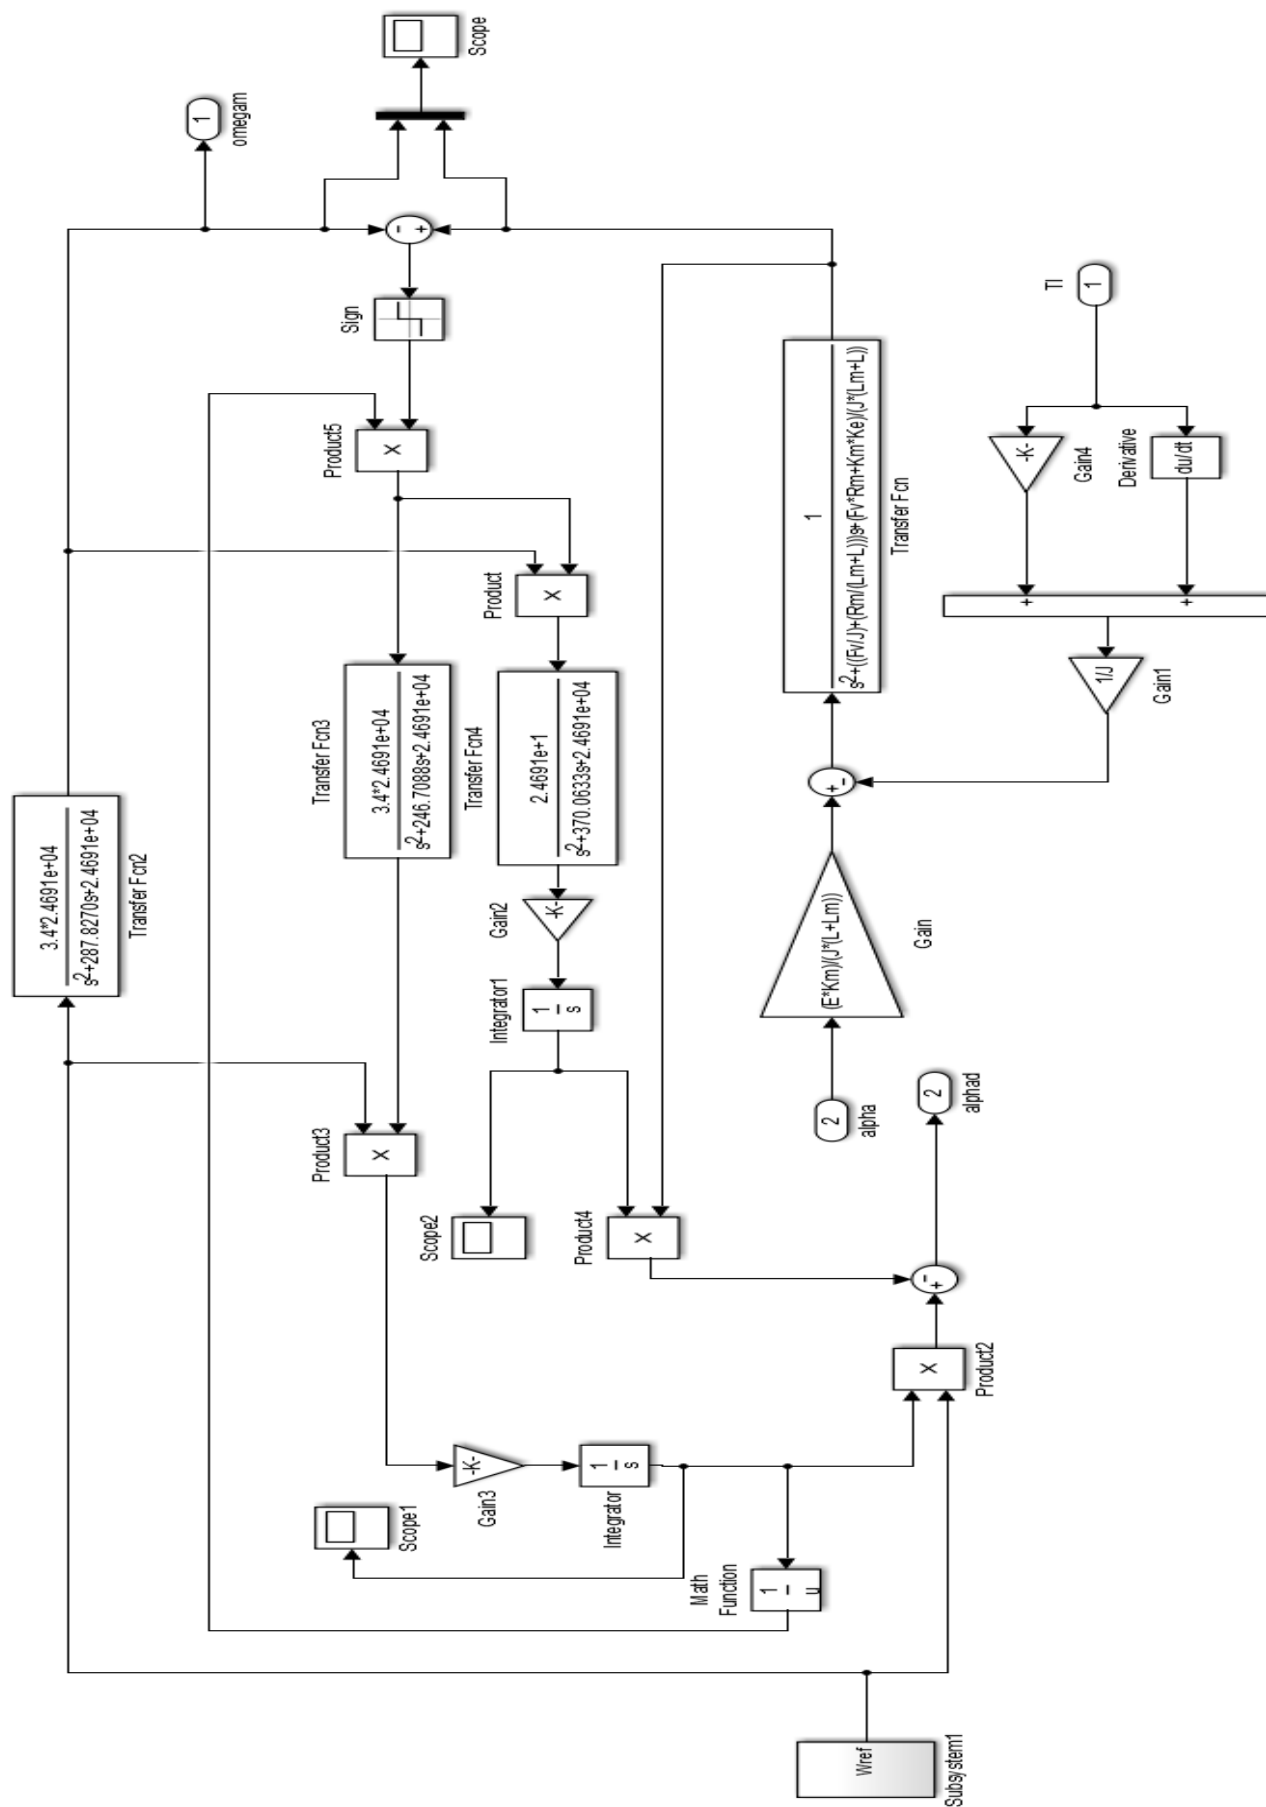 3.4*2.4691e+04
s²+287.8270s+2.4691e+04
Transfer Fcn2
1
omegam
Scope
Sign
Product5
X
Transfer Fcn3
3.4*2.4691e+04
s²+246.7088s+2.4691e+04
Product
X
Transfer Fcn4
2.4691e+1
s²+370.0633s+2.4691e+04
Gain2
-K-
Integrator1
1
s
Product3
X
Scope2
Product4
X
Scope1
Gain3
-K-
Integrator
1
s
Math
Function
1
u
Wref
Subsystem1
Product2
X
2
alphad
2
alpha
(E*Km)/(J*(L+Lm))
Gain
1
s²+((Fv/J)+(Rm/(Lm+L)))s+(Fv*Rm+Km*Ke)/(J*(Lm+L))
Transfer Fcn
Tl
1
-K-
Gain4
Derivative
du/dt
1/J
Gain1